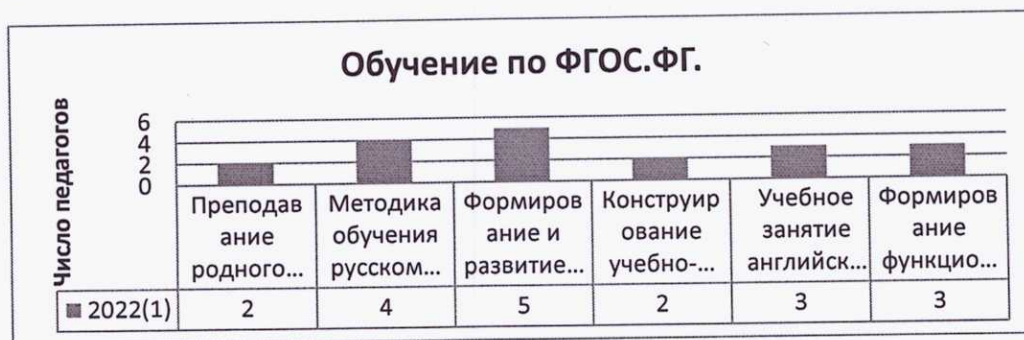 Обучение по ФГОС.ФГ.
Число педагогов
6
4
2
0
Преподав
ание
родного...
Методика
обучения
русском...
Формиров
ание и
развитие...
Конструир
ование
учебно-...
Учебное
занятие
английск...
Формиров
ание
функцио...
2022(1) 2 4 5 2 3 3